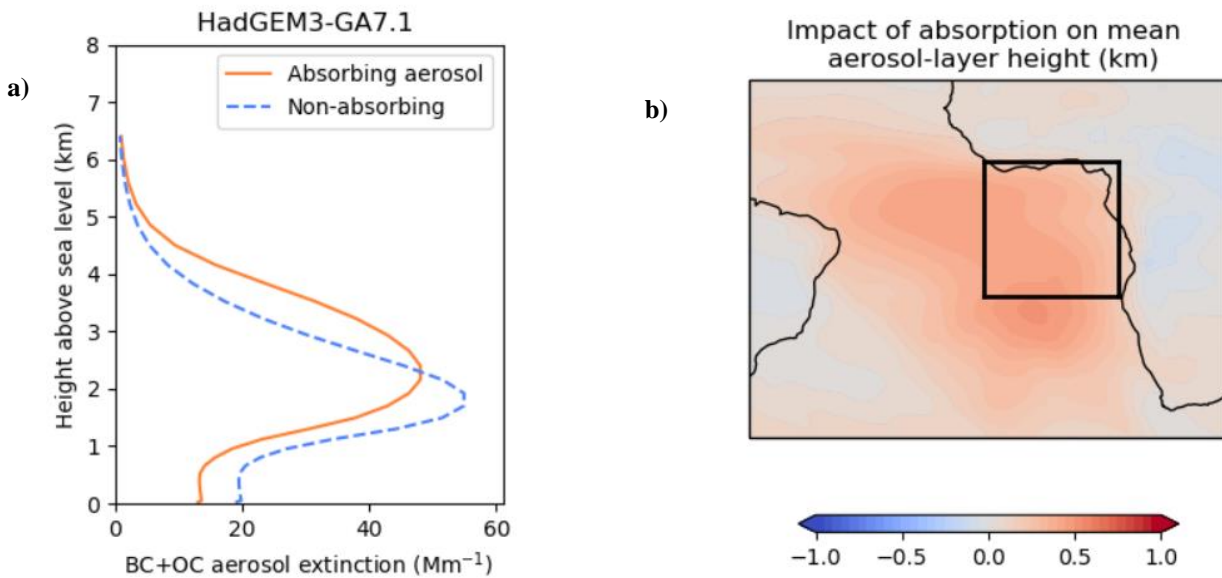 HadGEM3-GA7.1
a)
8
7
6
5
4
3
2
1
0
Height above sea level (km)
Absorbing aerosol
Non-absorbing
0
20
40
60
BC+OC aerosol extinction (Mm⁻¹)
Impact of absorption on mean
aerosol-layer height (km)
b)
−1.0
−0.5
0.0
0.5
1.0